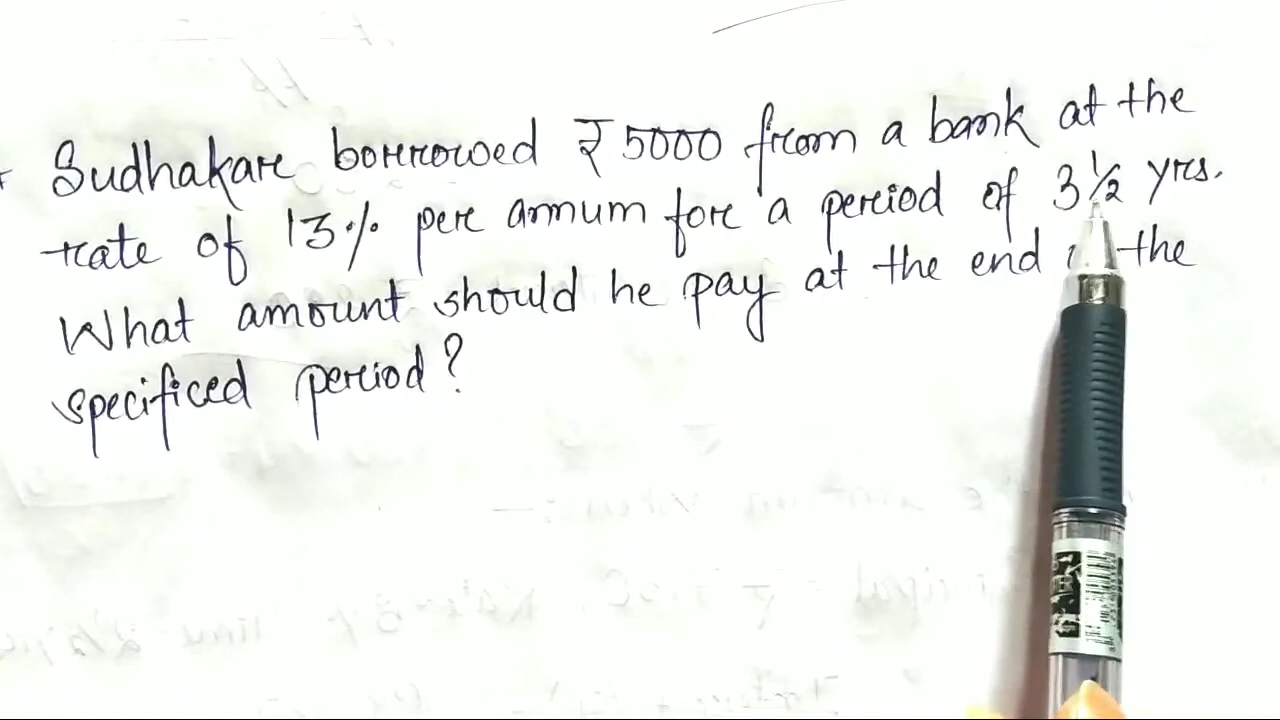 Sudhakar borrowed ₹ 5000 from a bank at the
rate of 13% per annum for a period of 3½ yrs.
What amount should he pay at the end the
specificed period?